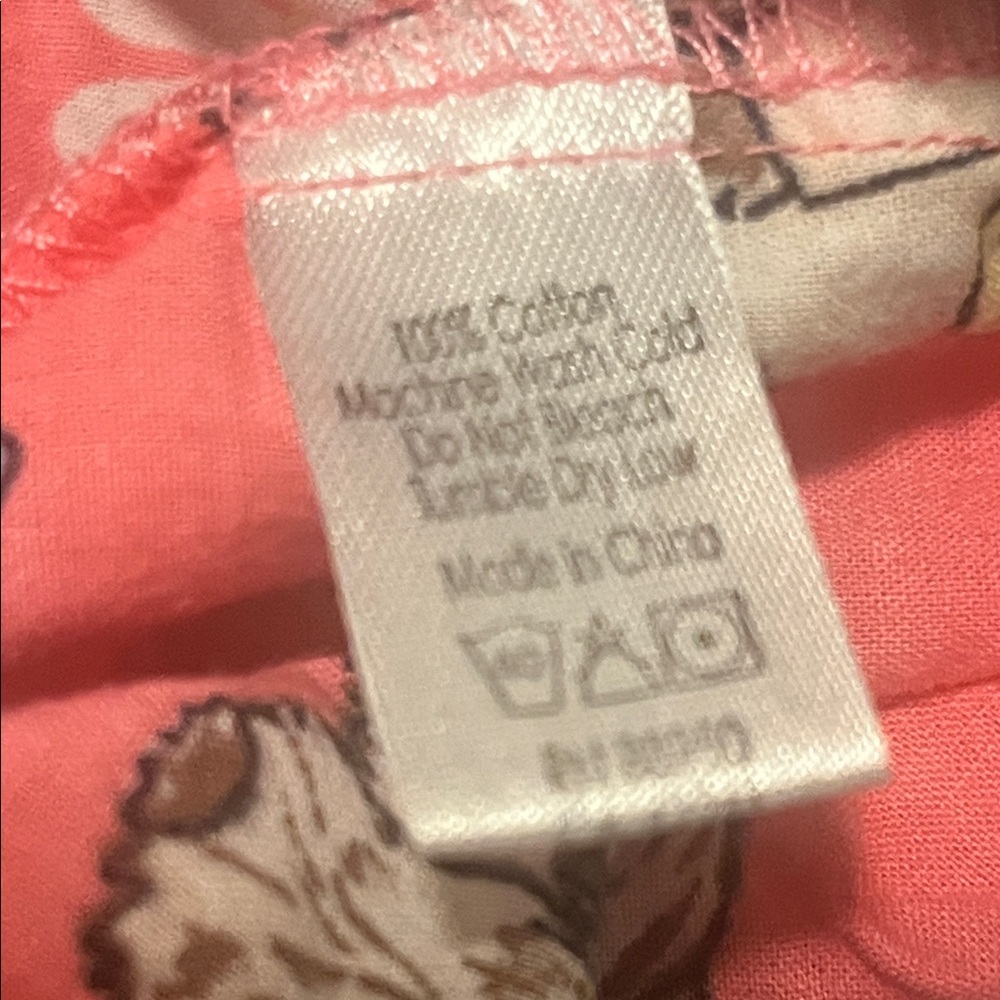 100% Cotton
Machine Wash Cold
Do Not Bleach
Tumble Dry Low
Made in China